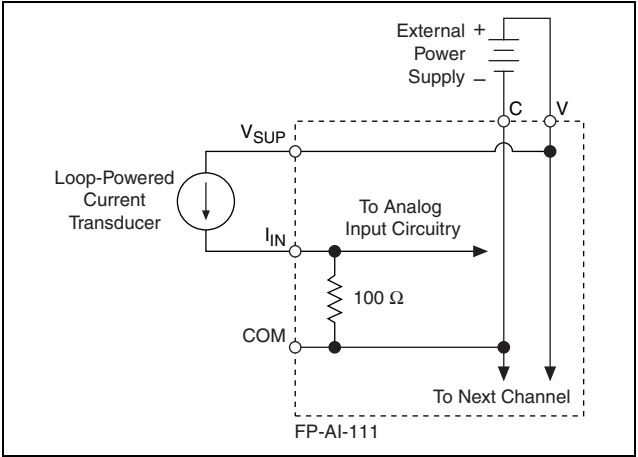 External +
Power
Supply –
C V
VSUP
Loop-Powered
Current
Transducer
To Analog
Input Circuitry
IIN
100 Ω
COM
To Next Channel
FP-AI-111